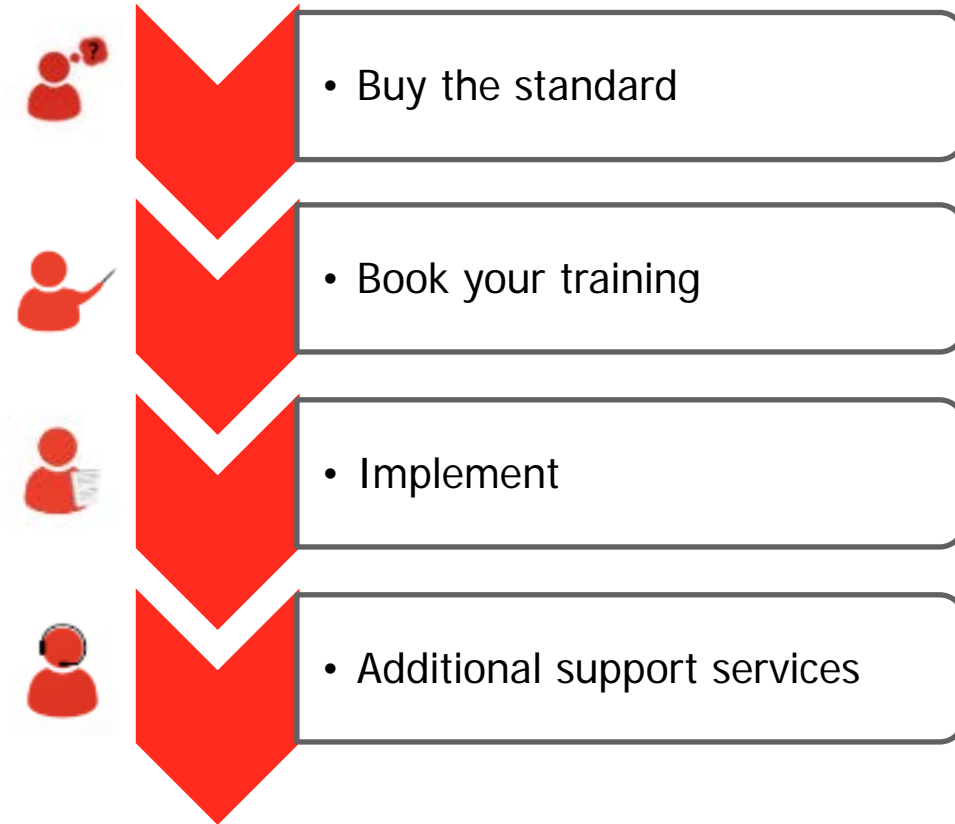 ?
• Buy the standard
• Book your training
• Implement
• Additional support services